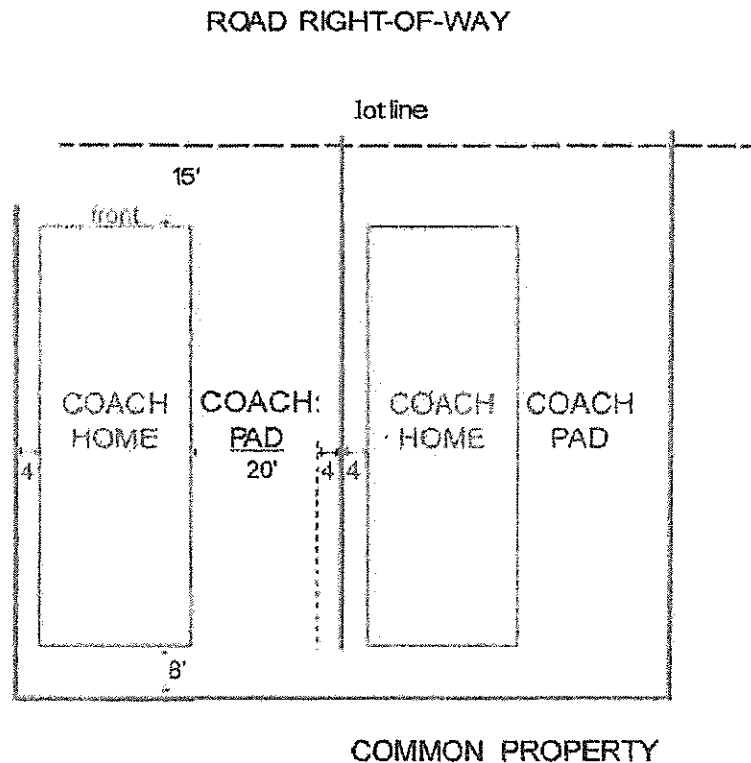 ROAD RIGHT-OF-WAY
lot line
15'
front
COACH
HOME
COACH
PAD
20'
COACH
HOME
COACH
PAD
4
4
4
8'
COMMON PROPERTY